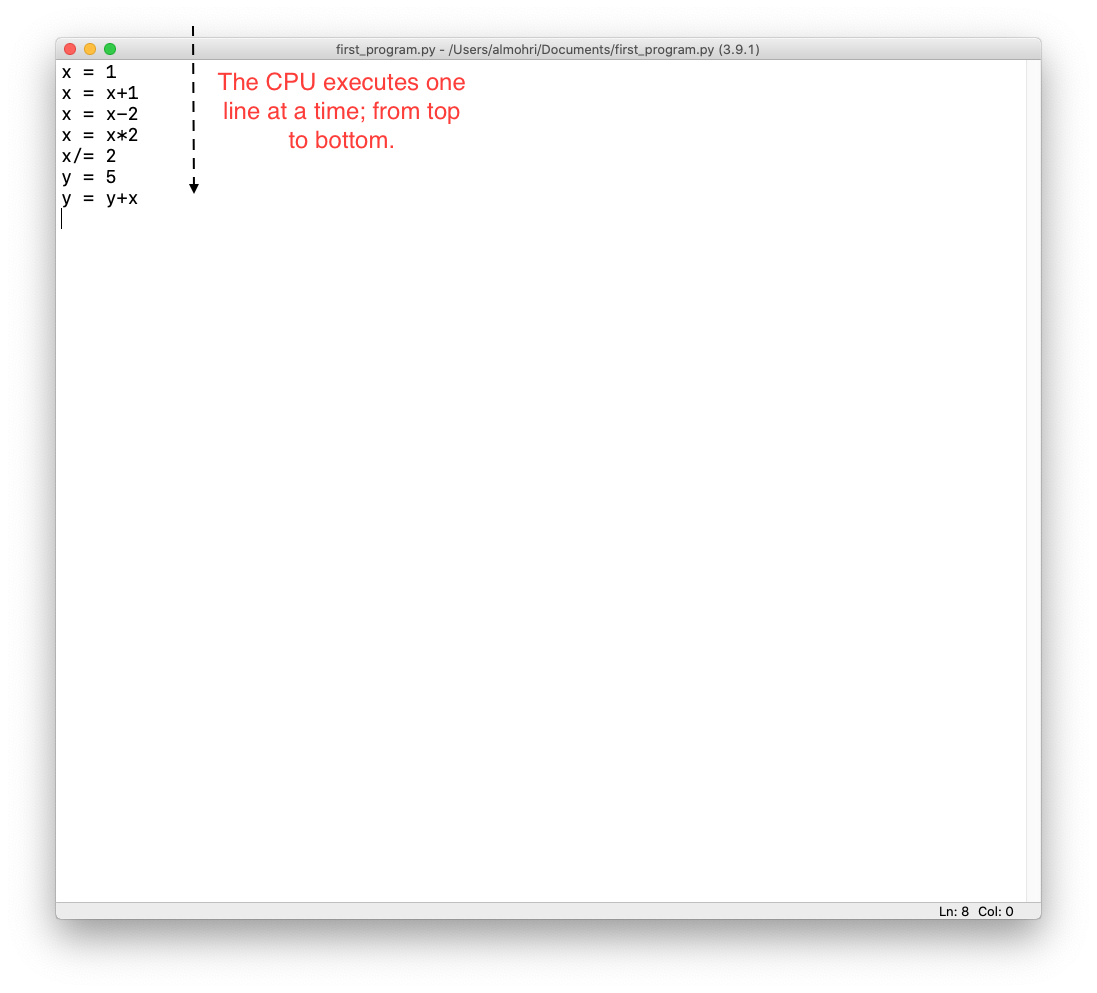 first_program.py - /Users/almohri/Documents/first_program.py (3.9.1)
x = 1
x = x+1
x = x-2
x = x*2
x/= 2
y = 5
y = y+x
The CPU executes one
line at a time; from top
to bottom.
Ln: 8 Col: 0